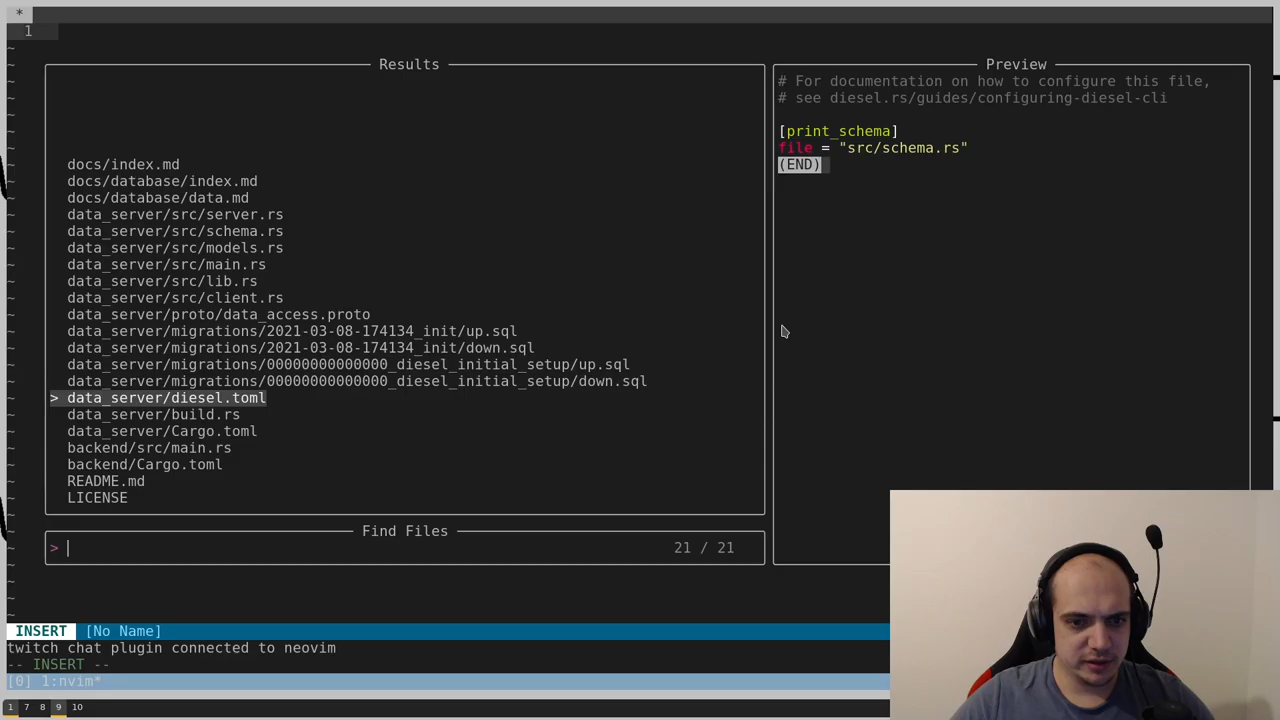 *
1
Results
docs/index.md
docs/database/index.md
docs/database/data.md
data_server/src/server.rs
data_server/src/schema.rs
data_server/src/models.rs
data_server/src/main.rs
data_server/src/lib.rs
data_server/src/client.rs
data_server/proto/data_access.proto
data_server/migrations/2021-03-08-174134_init/up.sql
data_server/migrations/2021-03-08-174134_init/down.sql
data_server/migrations/00000000000000_diesel_initial_setup/up.sql
data_server/migrations/00000000000000_diesel_initial_setup/down.sql
> data_server/diesel.toml
data_server/build.rs
data_server/Cargo.toml
backend/src/main.rs
backend/Cargo.toml
README.md
LICENSE
Find Files
> 21 / 21
Preview
# For documentation on how to configure this file,
# see diesel.rs/guides/configuring-diesel-cli
[print_schema]
file = "src/schema.rs"
(END)
INSERT [No Name]
twitch chat plugin connected to neovim
-- INSERT --
[0] 1:nvim*
1 7 8 9 10